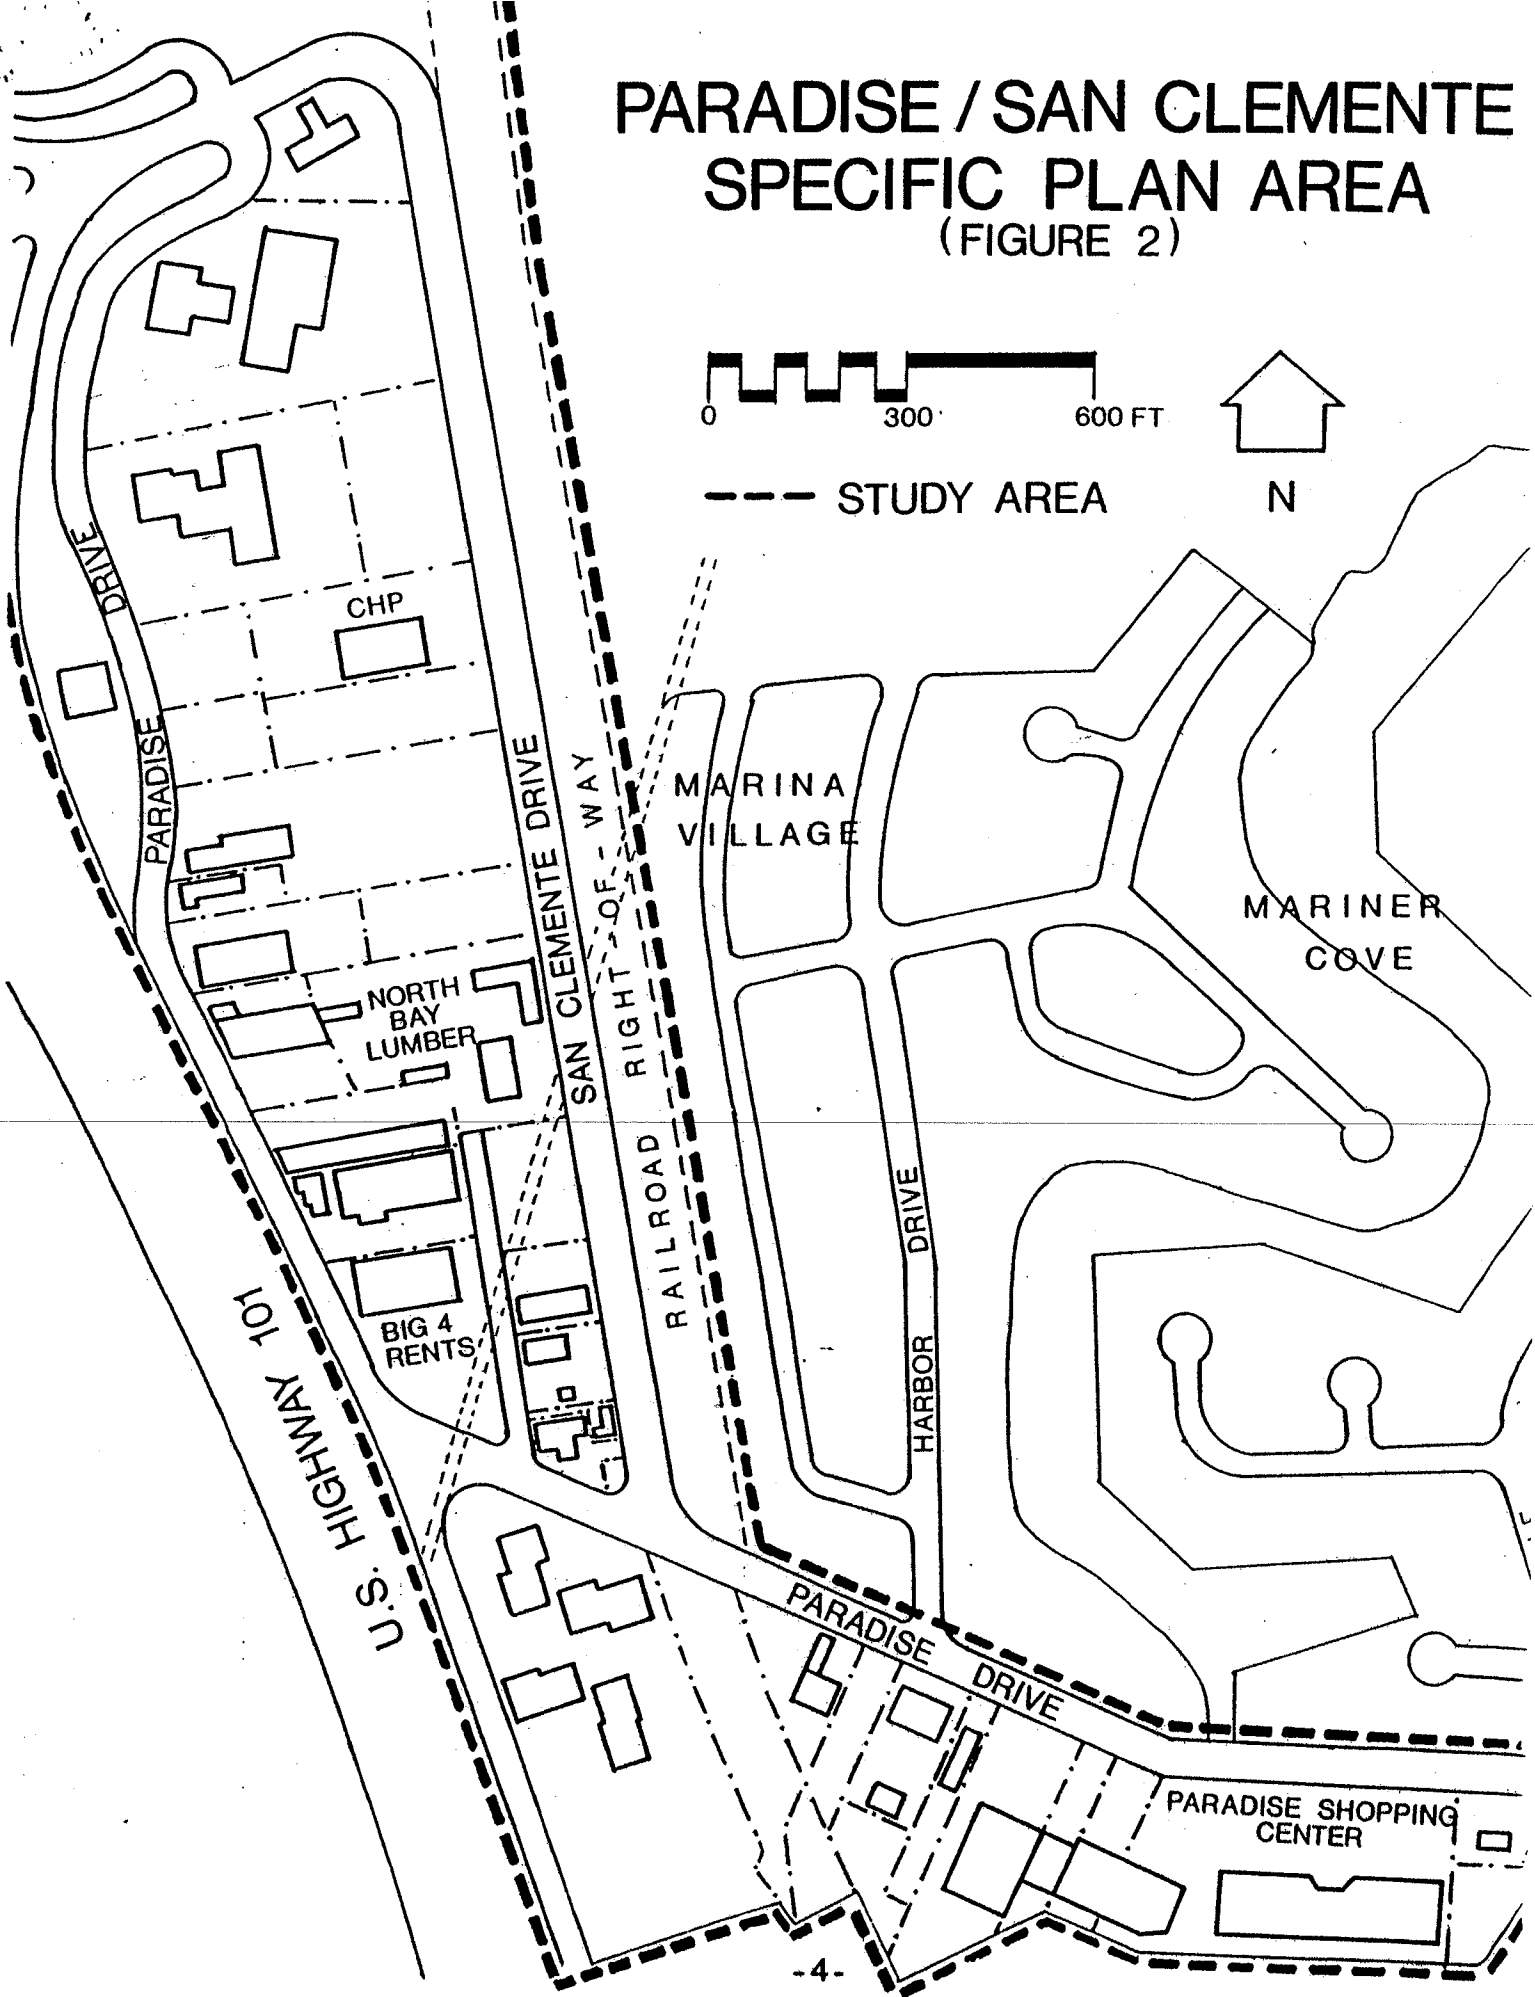 PARADISE / SAN CLEMENTE
SPECIFIC PLAN AREA
(FIGURE 2)
0 300 600 FT
STUDY AREA
N
DRIVE
PARADISE
CHP
SAN CLEMENTE DRIVE
RAILROAD RIGHT - OF - WAY
MARINA
VILLAGE
MARINER
COVE
NORTH
BAY
LUMBER
HARBOR DRIVE
BIG 4
RENTS
U.S. HIGHWAY 101
PARADISE DRIVE
PARADISE SHOPPING
CENTER
-4-